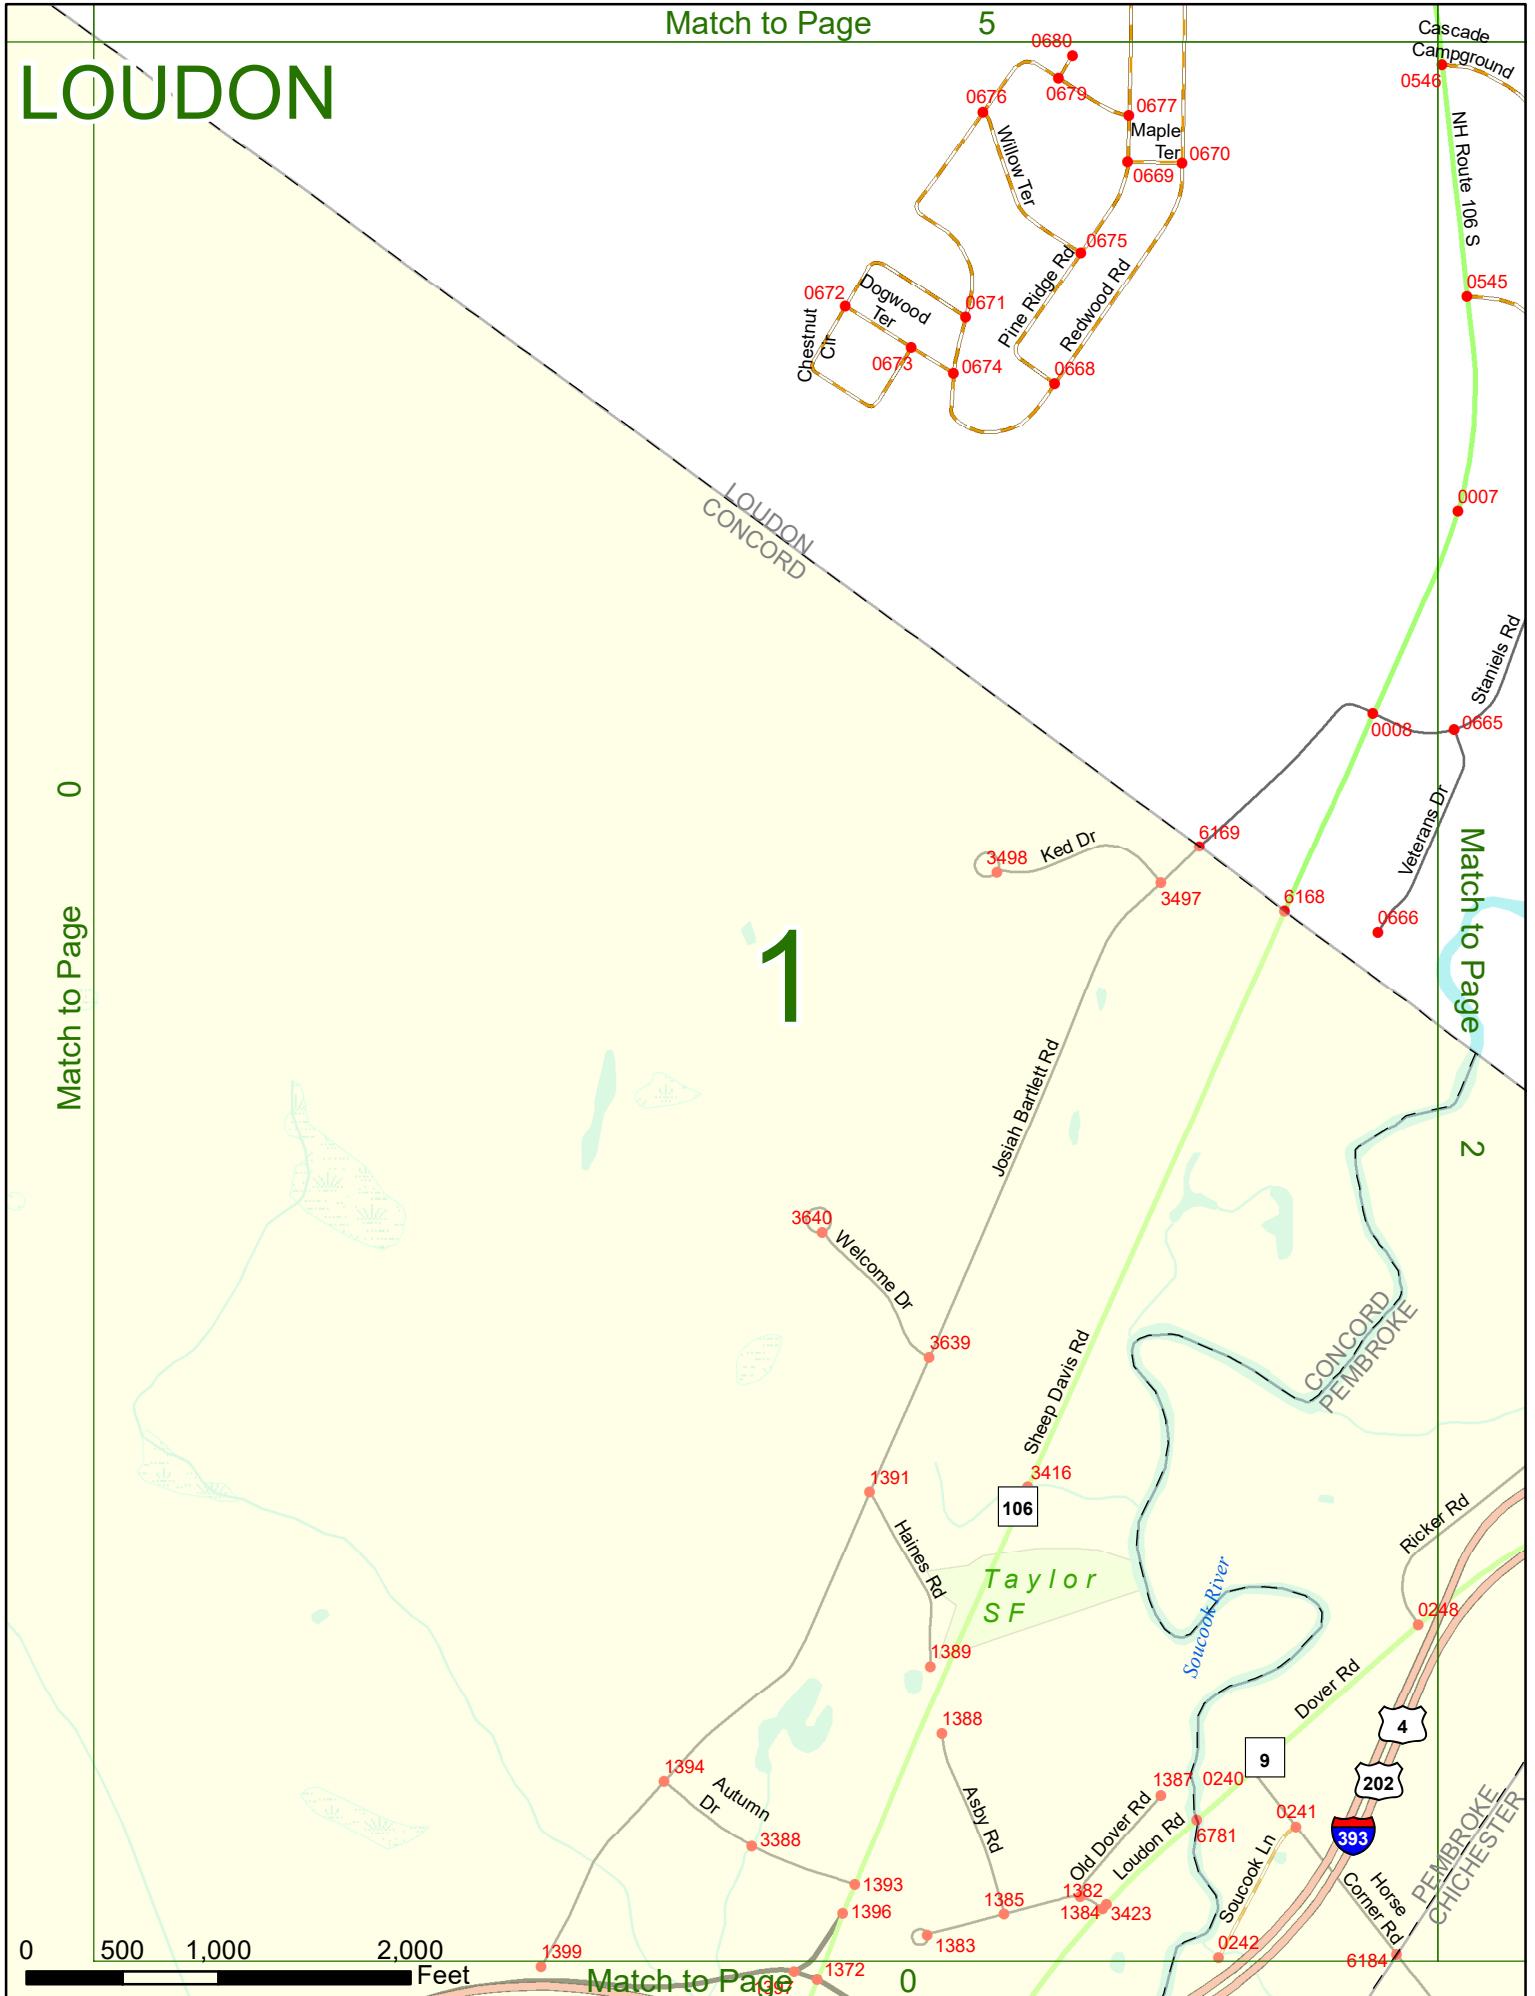 Match to Page 5
LOUDON
Cascade
Campground
0680
0546
0679
0676
0677
Maple
Ter
0670
0669
Willow Ter
NH Route 106 S
0675
Pine Ridge Rd
Redwood Rd
0545
0672
Dogwood
Ter
0671
Chestnut
Cir
0673
0674
0668
LOUDON
CONCORD
0007
Staniels Rd
0008
0665
0
Match to Page
Veterans Dr
6169
Ked Dr
3498
3497
6168
0666
Match to Page
2
1
Josiah Bartlett Rd
3640
Welcome Dr
3639
CONCORD
PEMBROKE
Sheep Davis Rd
3416
106
1391
Haines Rd
Taylor
SF
Ricker Rd
Soucook River
0248
1389
Dover Rd
1388
4
9
202
1394
Autumn
Dr
1387
0240
0241
393
Asby Rd
Old Dover Rd
Loudon Rd
6781
Soucook Ln
3388
PEMBROKE
CHICHESTER
Horse
Corner Rd
1393
1382
1396
1385
1384
3423
1383
0242
6184
1399
1372
1397
0 500 1,000 2,000
Feet
Match to Page 0